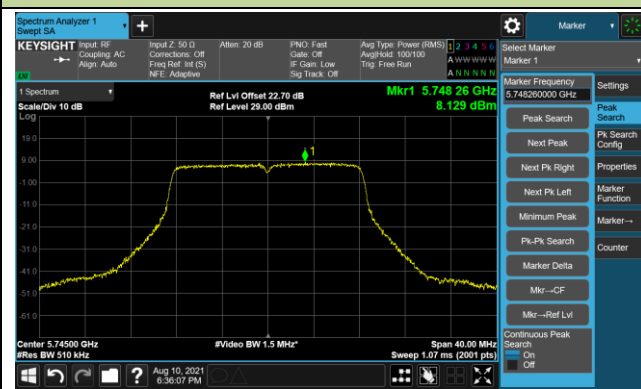 Spectrum Analyzer 1
Swept SA
+
Marker
KEYSIGHT
Input: RF
Coupling: AC
Align: Auto
Input Z: 50 Ω
Corrections: Off
Freq Ref: Int (S)
NFE: Adaptive
Atten: 20 dB
PNO: Fast
Gate: Off
IF Gain: Low
Sig Track: Off
Avg Type: Power (RMS)
Avg|Hold: 100/100
Trig: Free Run
1 2 3 4 5 6
A W W W W W
A N N N N N
LW
Select Marker
Marker 1
1 Spectrum
Scale/Div 10 dB
Log
Ref Lvl Offset 22.70 dB
Ref Level 29.00 dBm
Mkr1 5.748 26 GHz
8.129 dBm
19.0
9.00
-1.00
-11.0
-21.0
-31.0
-41.0
-51.0
-61.0
1
Center 5.74500 GHz
#Res BW 510 kHz
#Video BW 1.5 MHz*
Span 40.00 MHz
Sweep 1.07 ms (2001 pts)
Marker Frequency
5.748260000 GHz
Peak Search
Next Peak
Next Pk Right
Next Pk Left
Minimum Peak
Pk-Pk Search
Marker Delta
Mkr→CF
Mkr→Ref Lvl
Continuous Peak
Search
On
Off
Settings
Peak
Search
Pk Search
Config
Properties
Marker
Function
Marker→
Counter
?
Aug 10, 2021
6:36:07 PM